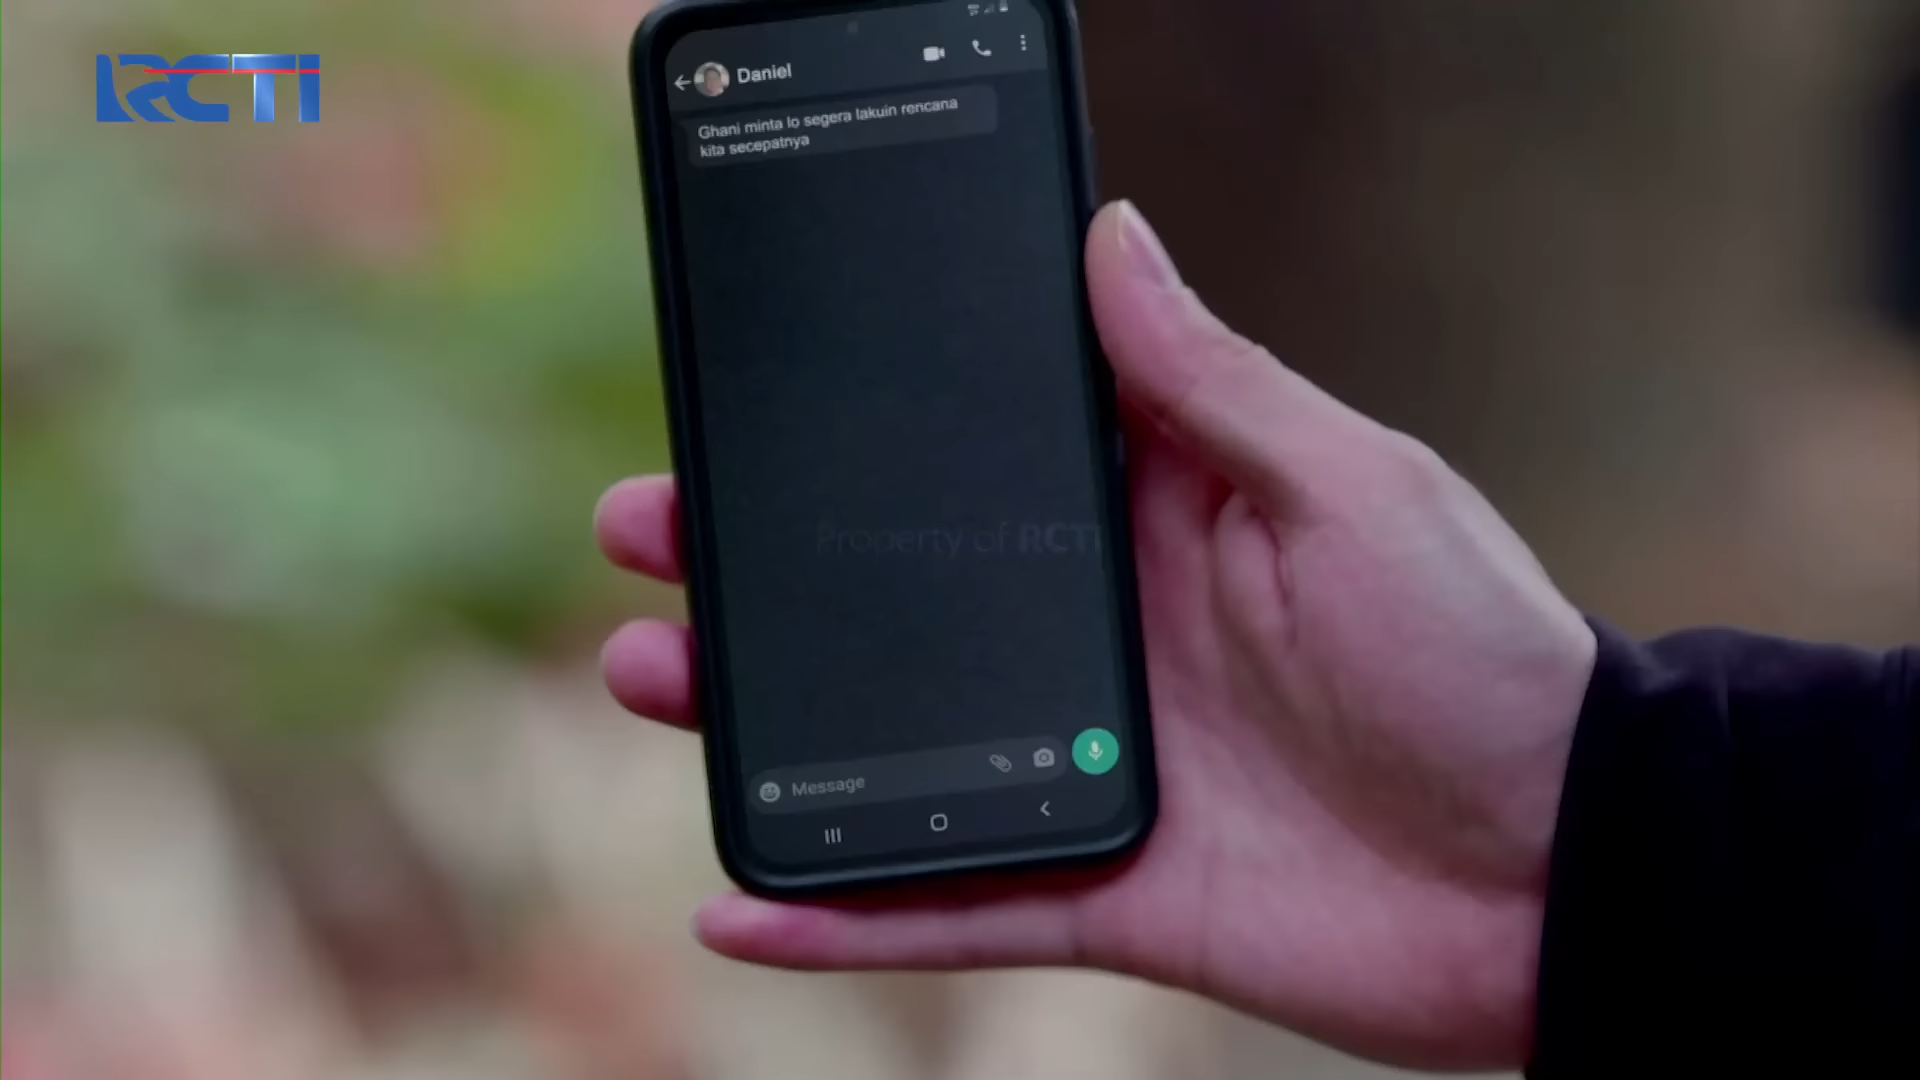 RCTI
Daniel
Ghani minta lo segera lakuin rencana
kita secepatnya
Property of RCTI
Message